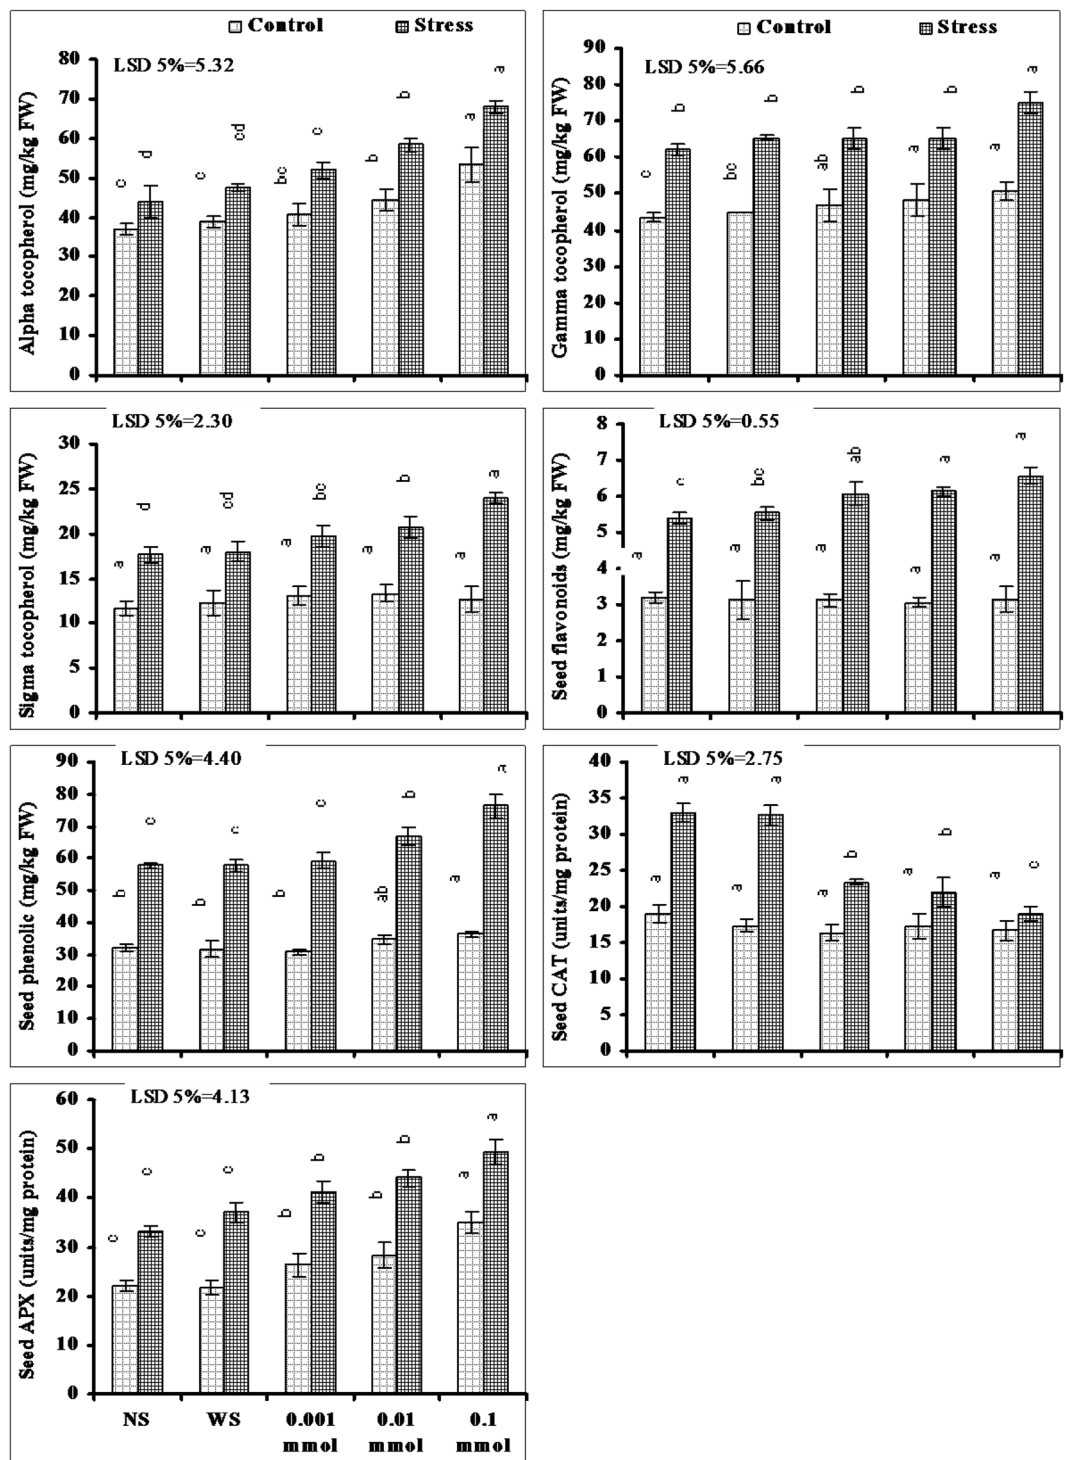 Control Stress
LSD 5%=5.32
Alpha tocopherol (mg/kg FW)
80
70
60
50
40
30
20
10
0
c d c cd bc c b b a a
Control Stress
LSD 5%=5.66
Gamma tocopherol (mg/kg FW)
90
80
70
60
50
40
30
20
10
0
c b bc b ab b a b a a
LSD 5%=2.30
Sigma tocopherol (mg/kg FW)
30
25
20
15
10
5
0
a d a cd a bc a b a a
LSD 5%=0.55
Seed flavonoids (mg/kg FW)
8
7
6
5
4
3
2
1
0
a c a bc a ab a a a a
LSD 5%=4.40
Seed phenolic (mg/kg FW)
90
80
70
60
50
40
30
20
10
0
b c b c b c ab b a a
LSD 5%=2.75
Seed CAT (units/mg protein)
40
35
30
25
20
15
10
5
0
a a a a a b a b a c
LSD 5%=4.13
Seed APX (units/mg protein)
60
50
40
30
20
10
0
c c c c b b b b a a
NS WS 0.001 0.01 0.1
mmol mmol mmol